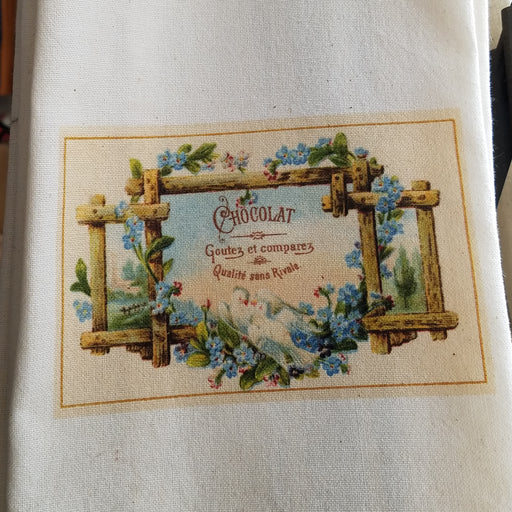 CHOCOLAT
Goutez et comparez
Qualité sans Rivale